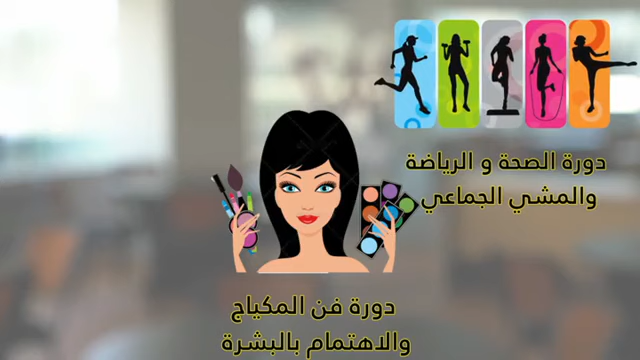 دورة الصحة و الرياضة
والمشي الجماعي
دورة فن المكياج
والاهتمام بالبشرة